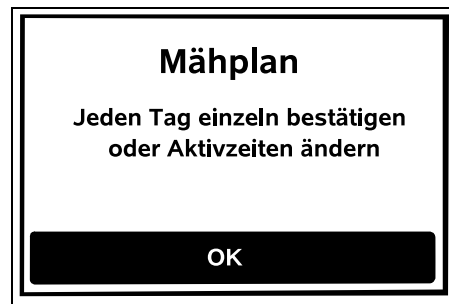 Mähplan
Jeden Tag einzeln bestätigen
oder Aktivzeiten ändern
OK